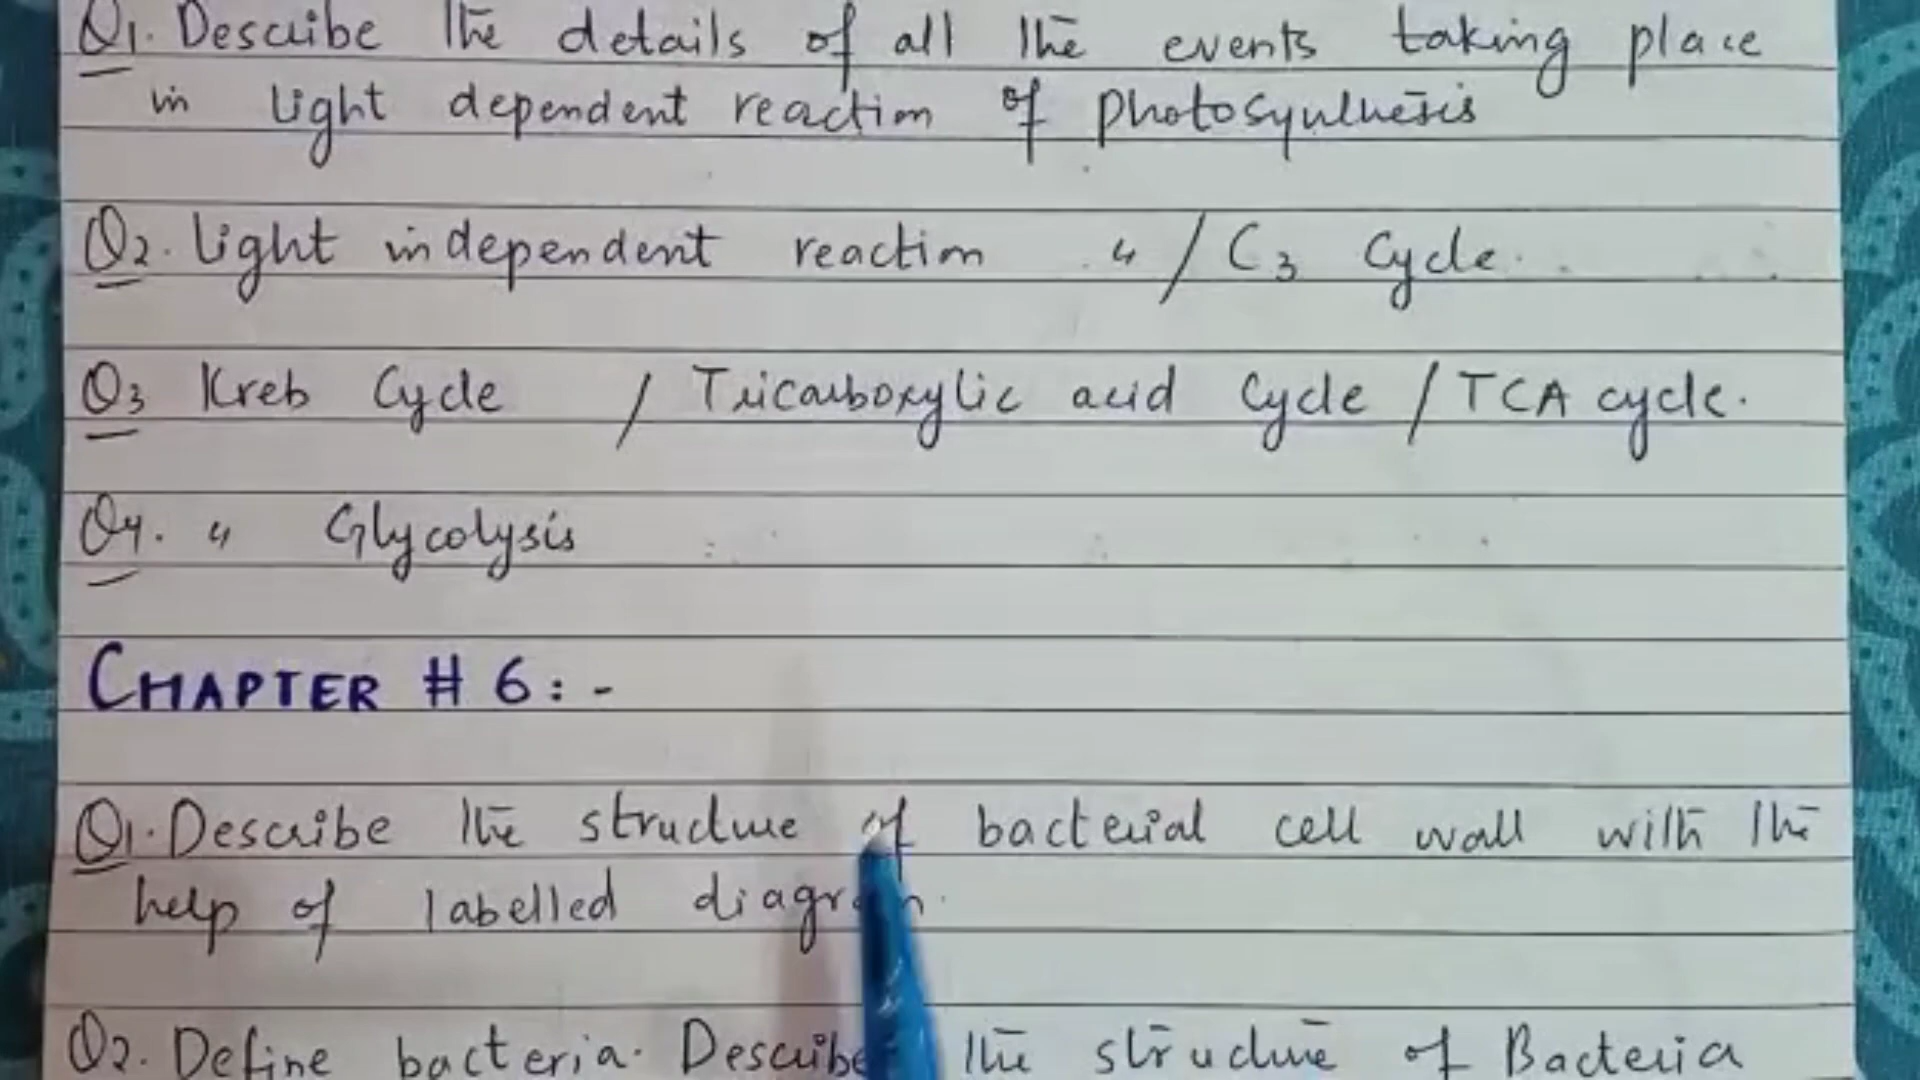 Q1. Describe the details of all the events taking place
in light dependent reaction of photosynthesis
Q2. light independent reaction " / C3 Cycle.
Q3 Kreb Cycle / Tricarboxylic acid Cycle / TCA cycle.
Q4. " Glycolysis
CHAPTER # 6:-
Q1. Describe the structure of bacterial cell wall with the
help of labelled
Q2. Define bacteria. Describe the structure of Bacteria